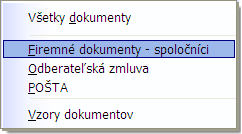 Všetky dokumenty
Firemné dokumenty - spoločníci
Odberateľská zmluva
POŠTA
Vzory dokumentov